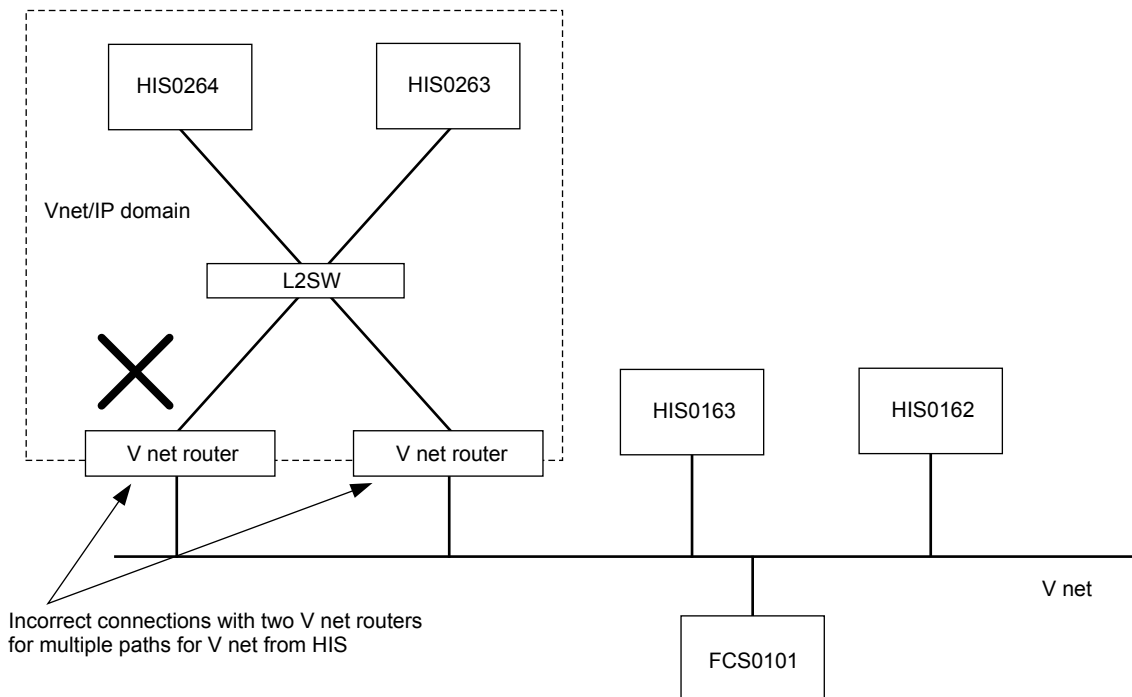 HIS0264
HIS0263
Vnet/IP domain
L2SW
V net router
V net router
HIS0163
HIS0162
V net
Incorrect connections with two V net routers
for multiple paths for V net from HIS
FCS0101